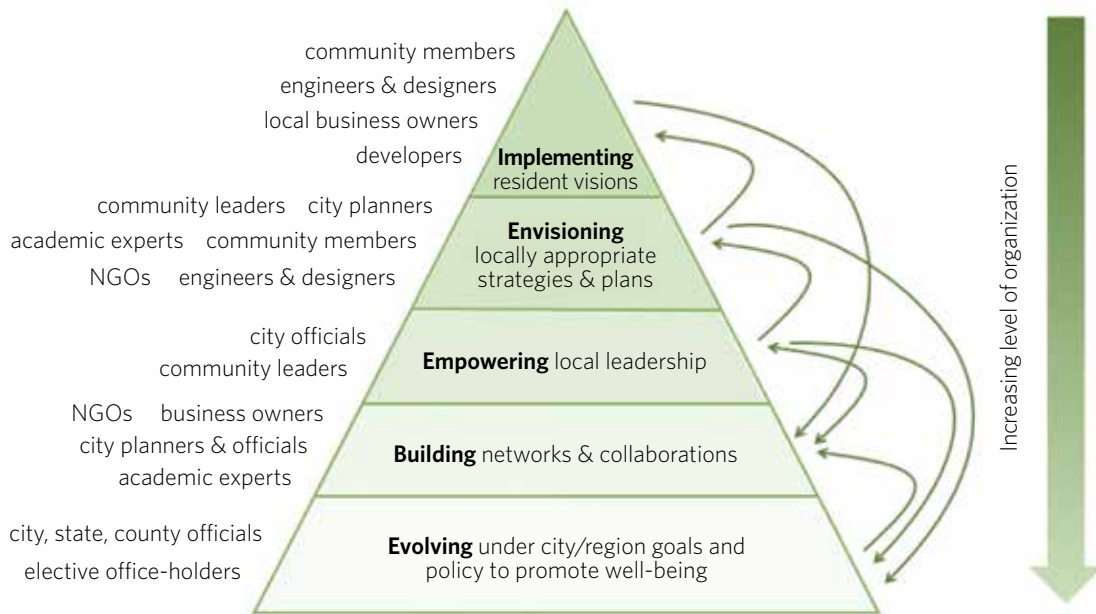 community members
engineers & designers
local business owners
developers
Implementing
resident visions
community leaders city planners
academic experts community members
NGOs engineers & designers
Envisioning
locally appropriate
strategies & plans
city officials
community leaders
Empowering local leadership
NGOs business owners
city planners & officials
academic experts
Building networks & collaborations
city, state, county officials
elective office-holders
Evolving under city/region goals and
policy to promote well-being
Increasing level of organization